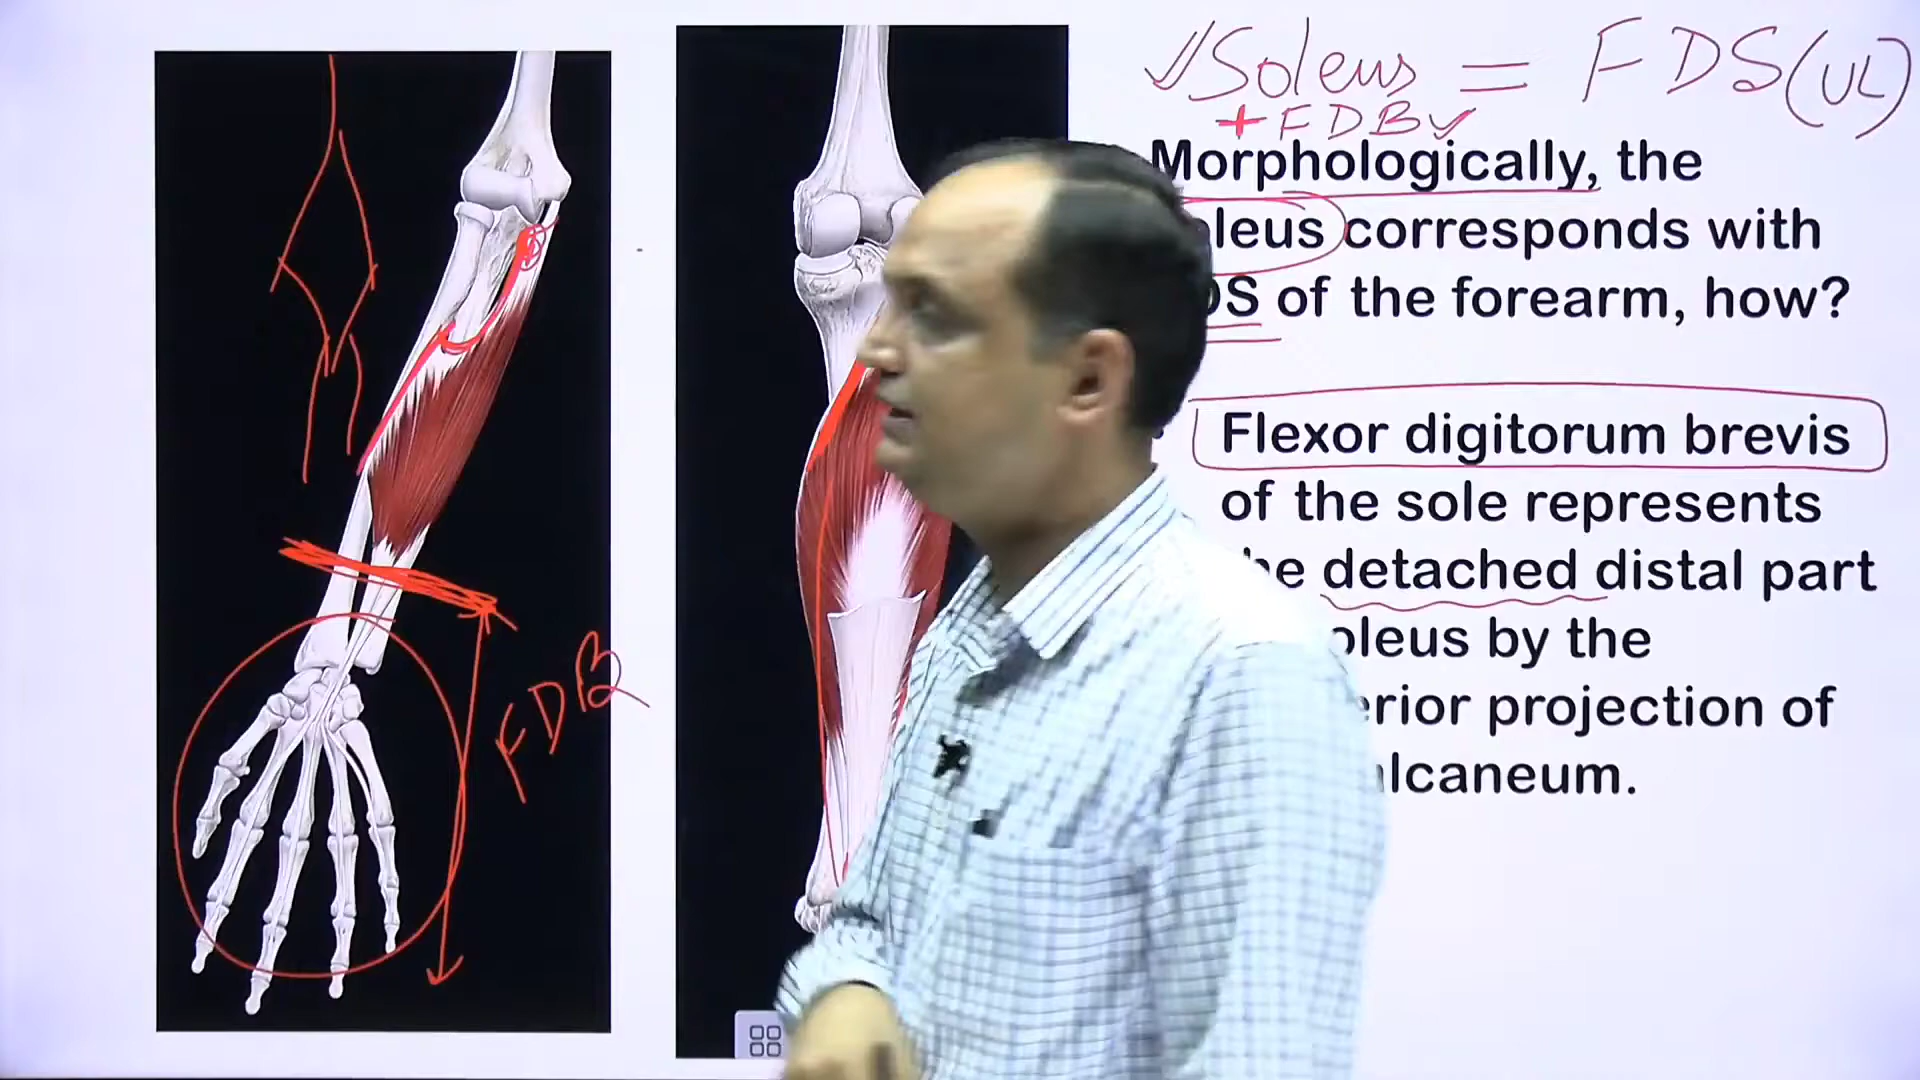 Soleus = FDS(UL)
+ FDB
Morphologically, the
leus corresponds with
S of the forearm, how?
Flexor digitorum brevis
of the sole represents
he detached distal part
oleus by the
erior projection of
lcaneum.
FDB